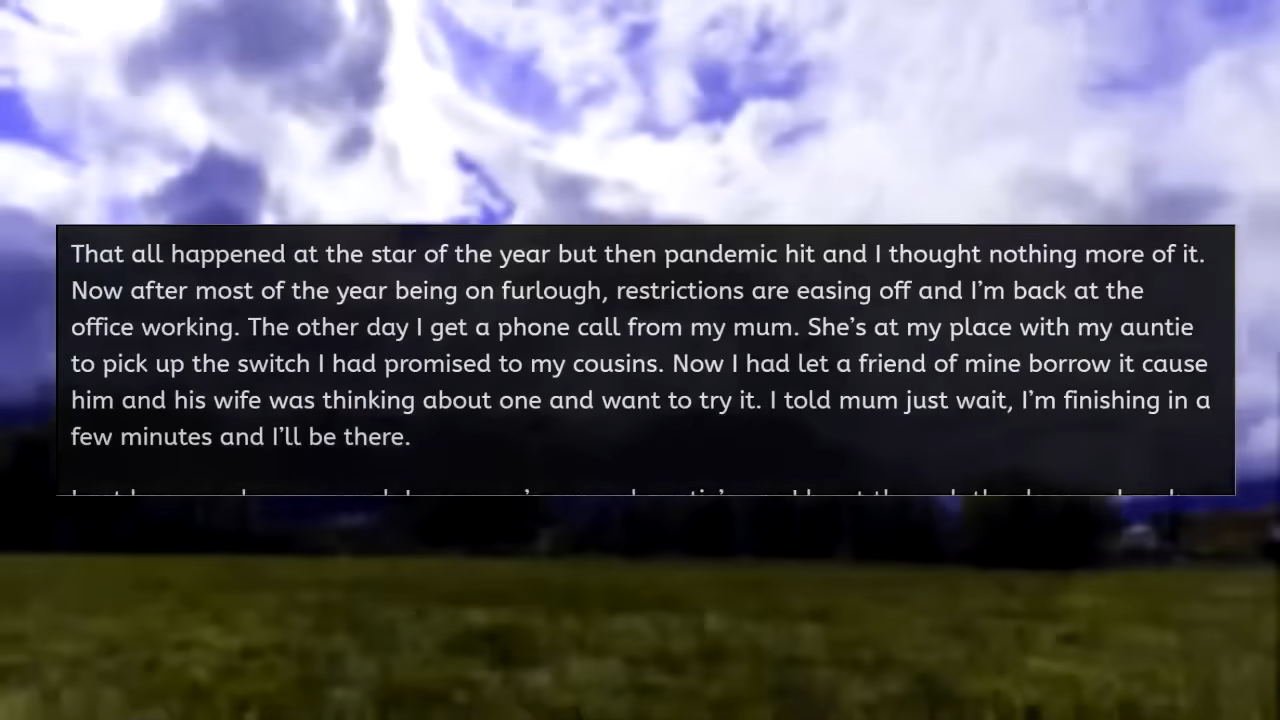 That all happened at the star of the year but then pandemic hit and I thought nothing more of it.
Now after most of the year being on furlough, restrictions are easing off and I’m back at the
office working. The other day I get a phone call from my mum. She’s at my place with my auntie
to pick up the switch I had promised to my cousins. Now I had let a friend of mine borrow it cause
him and his wife was thinking about one and want to try it. I told mum just wait, I’m finishing in a
few minutes and I’ll be there.